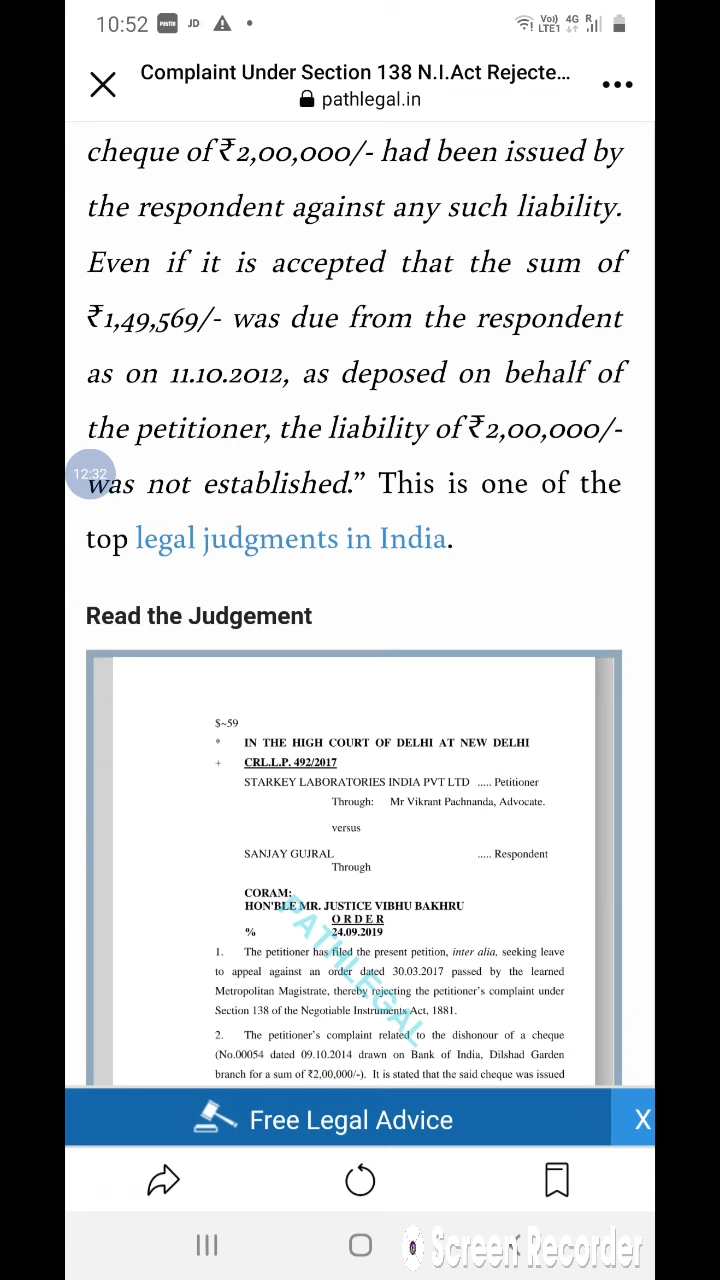 10:52 Paytm JD Vo)) 4G R
LTE1
Complaint Under Section 138 N.I.Act Rejecte...
pathlegal.in
cheque of ₹2,00,000/- had been issued by
the respondent against any such liability.
Even if it is accepted that the sum of
₹1,49,569/- was due from the respondent
as on 11.10.2012, as deposed on behalf of
the petitioner, the liability of ₹2,00,000/-
12:32
was not established.” This is one of the
top legal judgments in India.
Read the Judgement
$~59
* IN THE HIGH COURT OF DELHI AT NEW DELHI
+ CRL.L.P. 492/2017
STARKEY LABORATORIES INDIA PVT LTD ..... Petitioner
Through: Mr Vikrant Pachnanda, Advocate.
versus
SANJAY GUJRAL ..... Respondent
Through
CORAM:
HON'BLE MR. JUSTICE VIBHU BAKHRU
O R D E R
% 24.09.2019
1. The petitioner has filed the present petition, inter alia, seeking leave
to appeal against an order dated 30.03.2017 passed by the learned
Metropolitan Magistrate, thereby rejecting the petitioner's complaint under
Section 138 of the Negotiable Instruments Act, 1881.
2. The petitioner's complaint related to the dishonour of a cheque
(No.00054 dated 09.10.2014 drawn on Bank of India, Dilshad Garden
branch for a sum of ₹2,00,000/-). It is stated that the said cheque was issued
PATHLEGAL
Free Legal Advice X
Screen Recorder